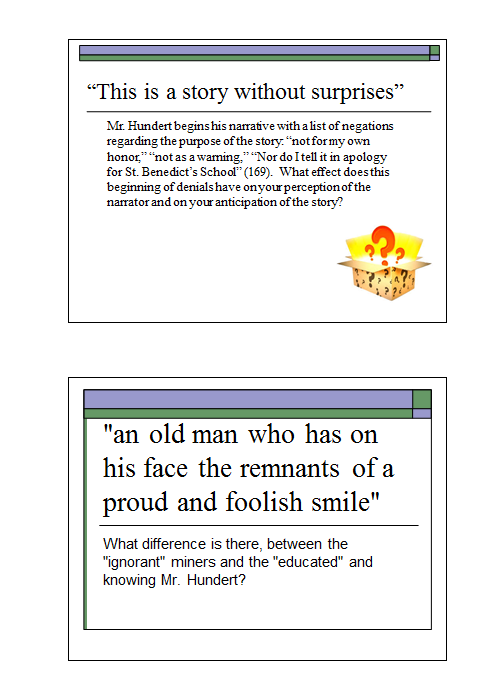 “This is a story without surprises”
Mr. Hundert begins his narrative with a list of negations
regarding the purpose of the story: “not for my own
honor,” “not as a warning,” “Nor do I tell it in apology
for St. Benedict’s School” (169).  What effect does this
beginning of denials have on your perception of the
narrator and on your anticipation of the story?
"an old man who has on
his face the remnants of a
proud and foolish smile"
What difference is there, between the
"ignorant" miners and the "educated" and
knowing Mr. Hundert?